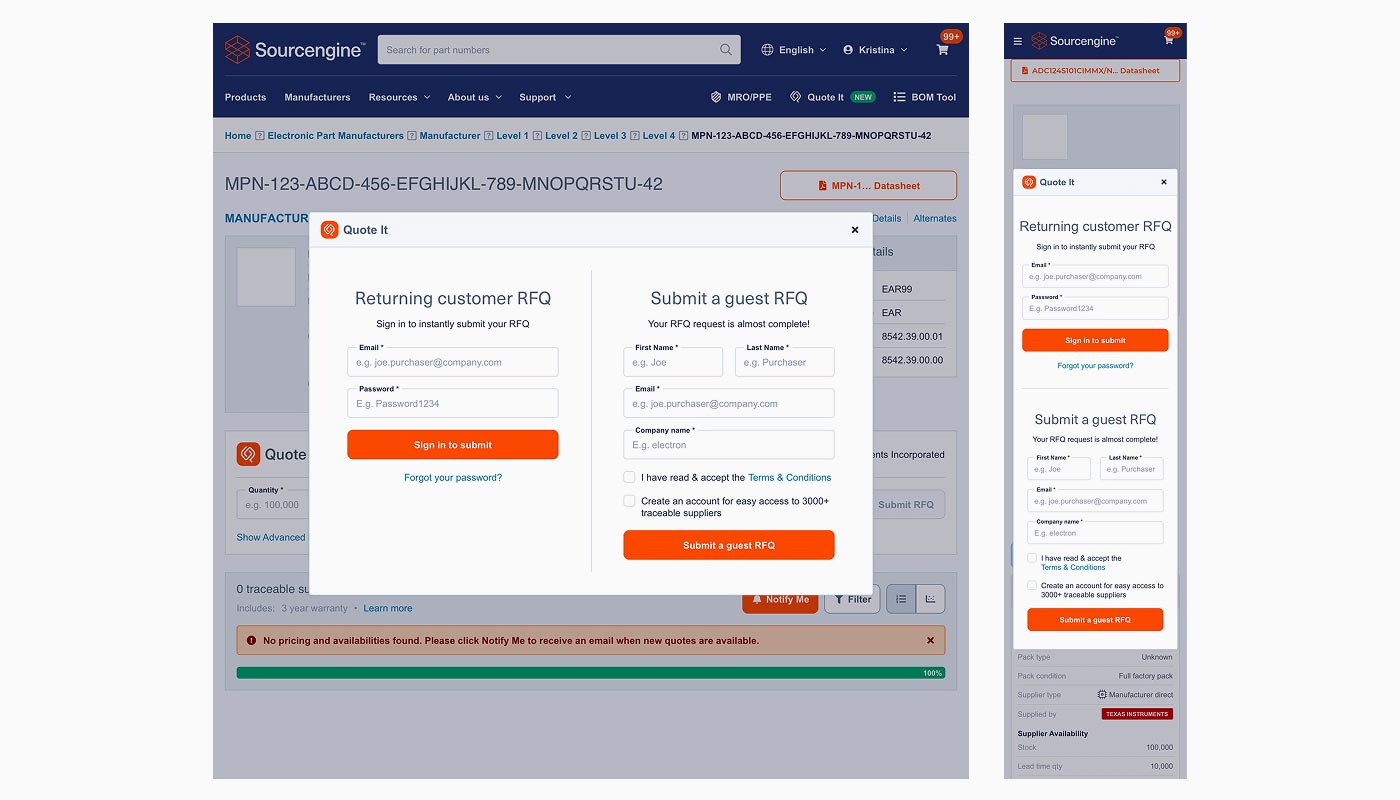 Sourcengine™
Search for part numbers
English
Kristina
99+
Products
Manufacturers
Resources
About us
Support
MRO/PPE
Quote It
NEW
BOM Tool
Home
Electronic Part Manufacturers
Manufacturer
Level 1
Level 2
Level 3
Level 4
MPN-123-ABCD-456-EFGHIJKL-789-MNOPQRSTU-42
MPN-123-ABCD-456-EFGHIJKL-789-MNOPQRSTU-42
MPN-1... Datasheet
MANUFACTUR
Details
Alternates
tails
EAR99
EAR
8542.39.00.01
8542.39.00.00
Quote It
Returning customer RFQ
Sign in to instantly submit your RFQ
Email *
e.g. joe.purchaser@company.com
Password *
E.g. Password1234
Sign in to submit
Forgot your password?
Submit a guest RFQ
Your RFQ request is almost complete!
First Name *
e.g. Joe
Last Name *
e.g. Purchaser
Email *
e.g. joe.purchaser@company.com
Company name *
E.g. electron
I have read & accept the Terms & Conditions
Create an account for easy access to 3000+
traceable suppliers
Submit a guest RFQ
Quote
nts Incorporated
Quantity *
e.g. 100,000
Submit RFQ
Show Advanced
0 traceable su
Includes: 3 year warranty • Learn more
Notify Me
Filter
No pricing and availabilities found. Please click Notify Me to receive an email when new quotes are available.
100%
Sourcengine™
99+
ADC124S101CIMMX/N... Datasheet
Quote It
Returning customer RFQ
Sign in to instantly submit your RFQ
Email *
e.g. joe.purchaser@company.com
Password *
E.g. Password1234
Sign in to submit
Forgot your password?
Submit a guest RFQ
Your RFQ request is almost complete!
First Name *
e.g. Joe
Last Name *
e.g. Purchaser
Email *
e.g. joe.purchaser@company.com
Company name *
E.g. electron
I have read & accept the
Terms & Conditions
Create an account for easy access to
3000+ traceable suppliers
Submit a guest RFQ
Pack type
Unknown
Pack condition
Full factory pack
Supplier type
Manufacturer direct
Supplied by
TEXAS INSTRUMENTS
Supplier Availability
Stock
100,000
Lead time qty
10,000